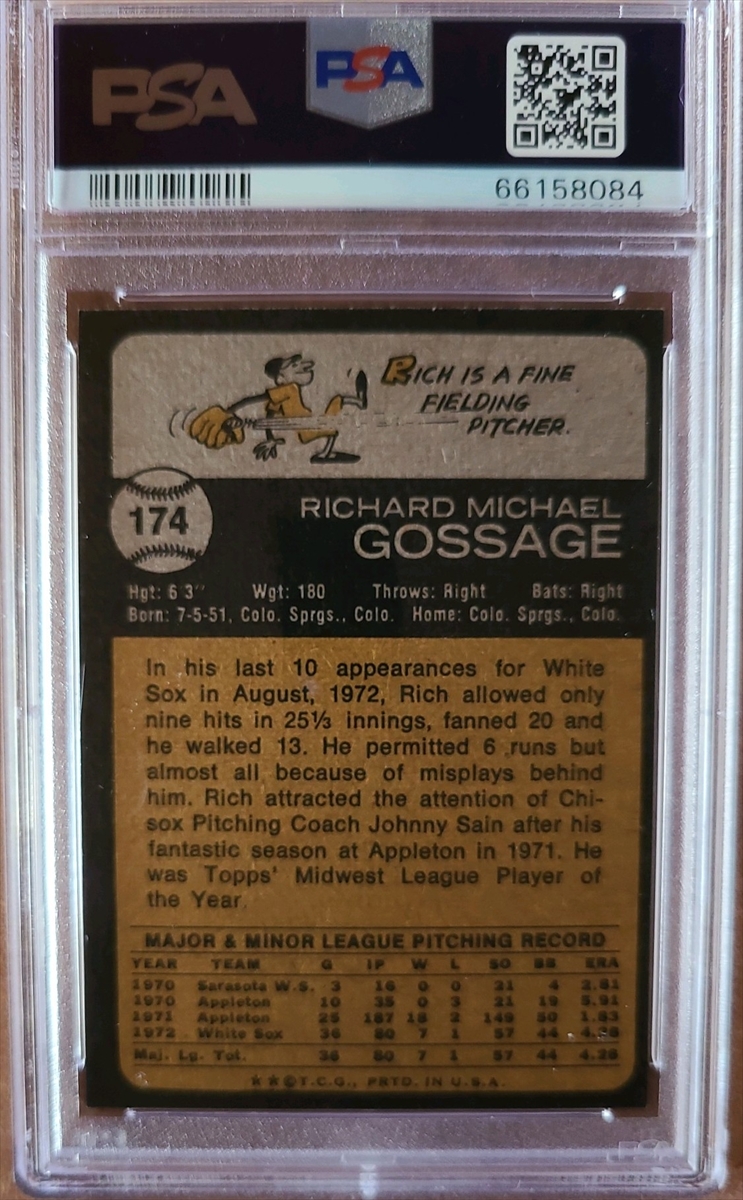 PSA
PSA
66158084
RICH IS A FINE
FIELDING
PITCHER.
174
RICHARD MICHAEL
GOSSAGE
Hgt: 6'3" Wgt: 180 Throws: Right Bats: Right
Born: 7-5-51, Colo. Sprgs., Colo. Home: Colo. Sprgs., Colo.
In his last 10 appearances for White
Sox in August, 1972, Rich allowed only
nine hits in 25⅓ innings, fanned 20 and
he walked 13. He permitted 6 runs but
almost all because of misplays behind
him. Rich attracted the attention of Chi-
sox Pitching Coach Johnny Sain after his
fantastic season at Appleton in 1971. He
was Topps' Midwest League Player of
the Year.
MAJOR & MINOR LEAGUE PITCHING RECORD
YEAR TEAM G IP W L SO BB ERA
1970 Sarasota W.S. 3 16 0 0 21 4 2.81
1970 Appleton 10 35 0 3 21 19 5.91
1971 Appleton 25 187 18 2 149 50 1.83
1972 White Sox 36 80 7 1 57 44 4.28
Maj. Lg. Tot. 36 80 7 1 57 44 4.28
★★©T.C.G., PRTD. IN U.S.A.
PSA